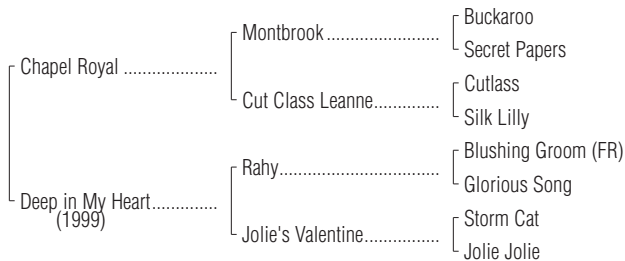 Buckaroo
Montbrook
Secret Papers
Chapel Royal
Cutlass
Cut Class Leanne
Silk Lilly
Blushing Groom (FR)
Rahy
Glorious Song
Deep in My Heart
(1999)
Storm Cat
Jolie's Valentine
Jolie Jolie